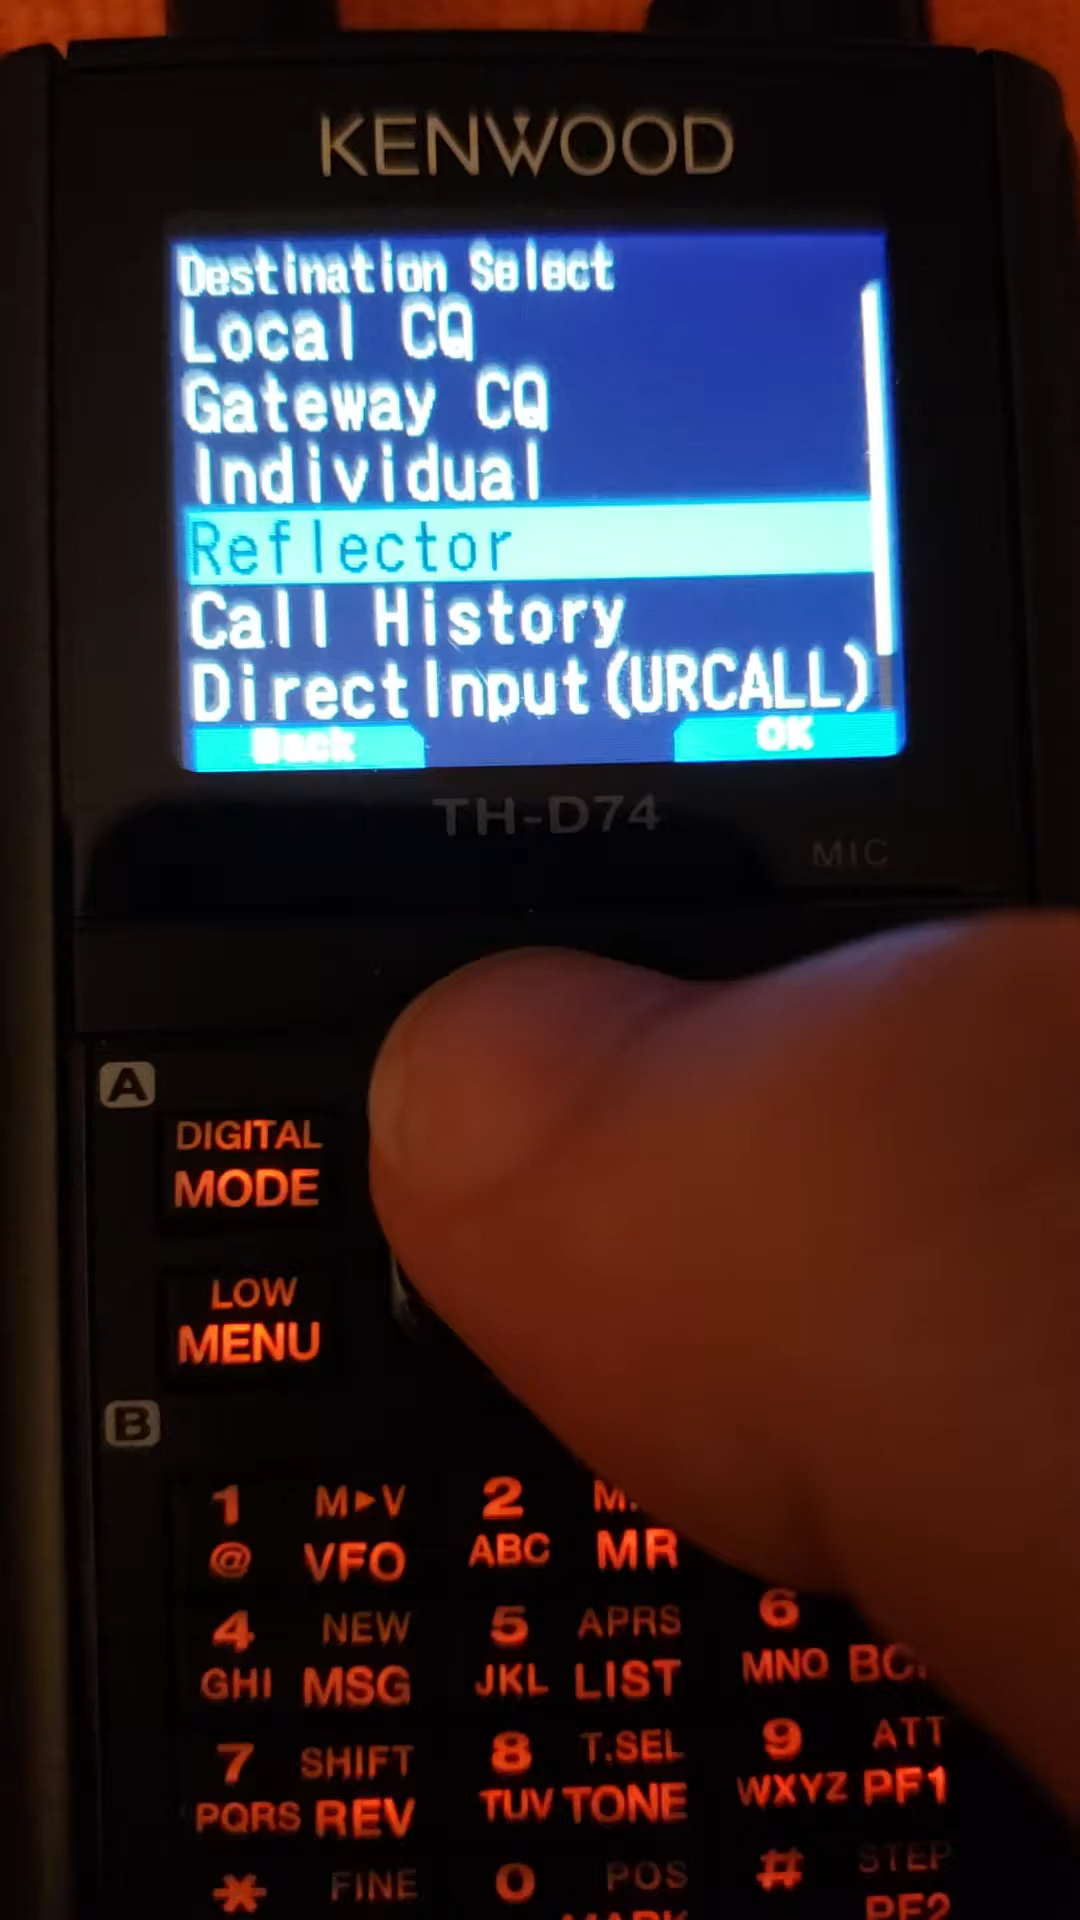 KENWOOD
Destination Select
Local CQ
Gateway CQ
Individual
Reflector
Call History
DirectInput(URCALL)
Back OK
TH-D74
MIC
A
DIGITAL
MODE
LOW
MENU
B
1 M►V 2
@ VFO ABC MR
4 NEW 5 APRS 6
GHI MSG JKL LIST MNO
7 SHIFT 8 T.SEL 9 ATT
PQRS REV TUV TONE WXYZ PF1
* FINE 0 POS # STEP
MARK PF2